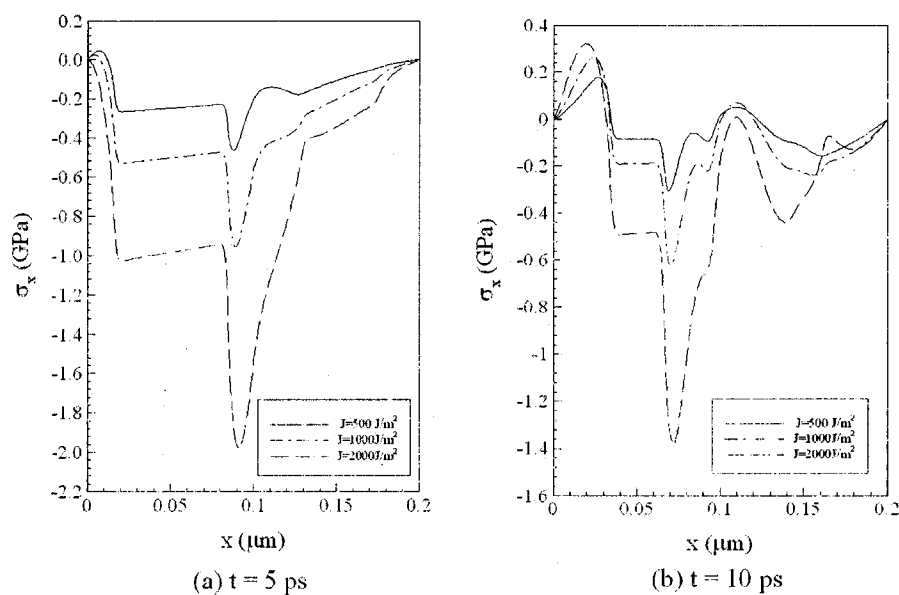 0.2
0.0
-0.2
-0.4
-0.6
-0.8
-1.0
-1.2
-1.4
-1.6
-1.8
-2.0
-2.2
σx (GPa)
0
0.05
0.1
0.15
0.2
x (μm)
J=500 J/m²
J=1000J/m²
J=2000J/m²
(a) t = 5 ps
0.4
0.2
0
-0.2
-0.4
-0.6
-0.8
-1
-1.2
-1.4
-1.6
σx (GPa)
0
0.05
0.1
0.15
0.2
x (μm)
J=500 J/m²
J=1000J/m²
J=2000J/m²
(b) t = 10 ps